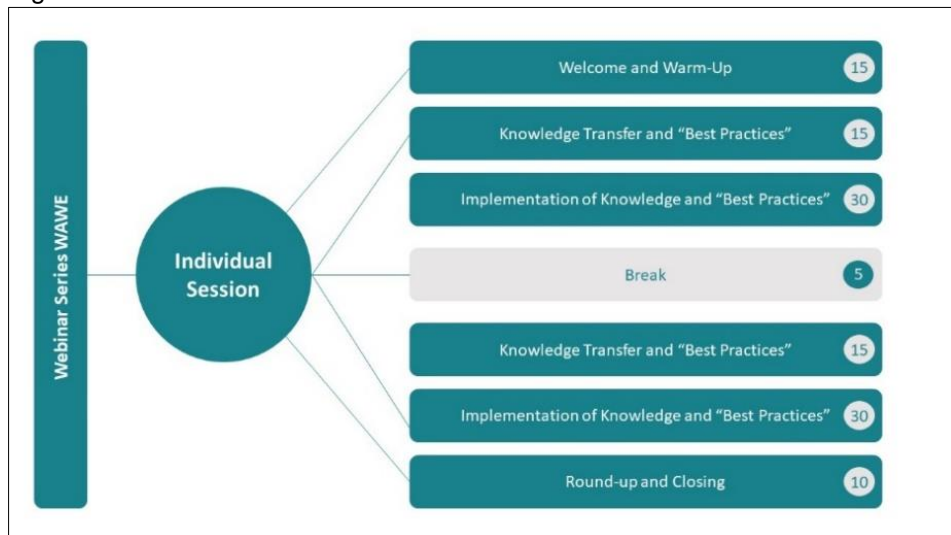 Webinar Series WAWE
Individual
Session
Welcome and Warm-Up 15
Knowledge Transfer and “Best Practices” 15
Implementation of Knowledge and “Best Practices” 30
Break 5
Knowledge Transfer and “Best Practices” 15
Implementation of Knowledge and “Best Practices” 30
Round-up and Closing 10